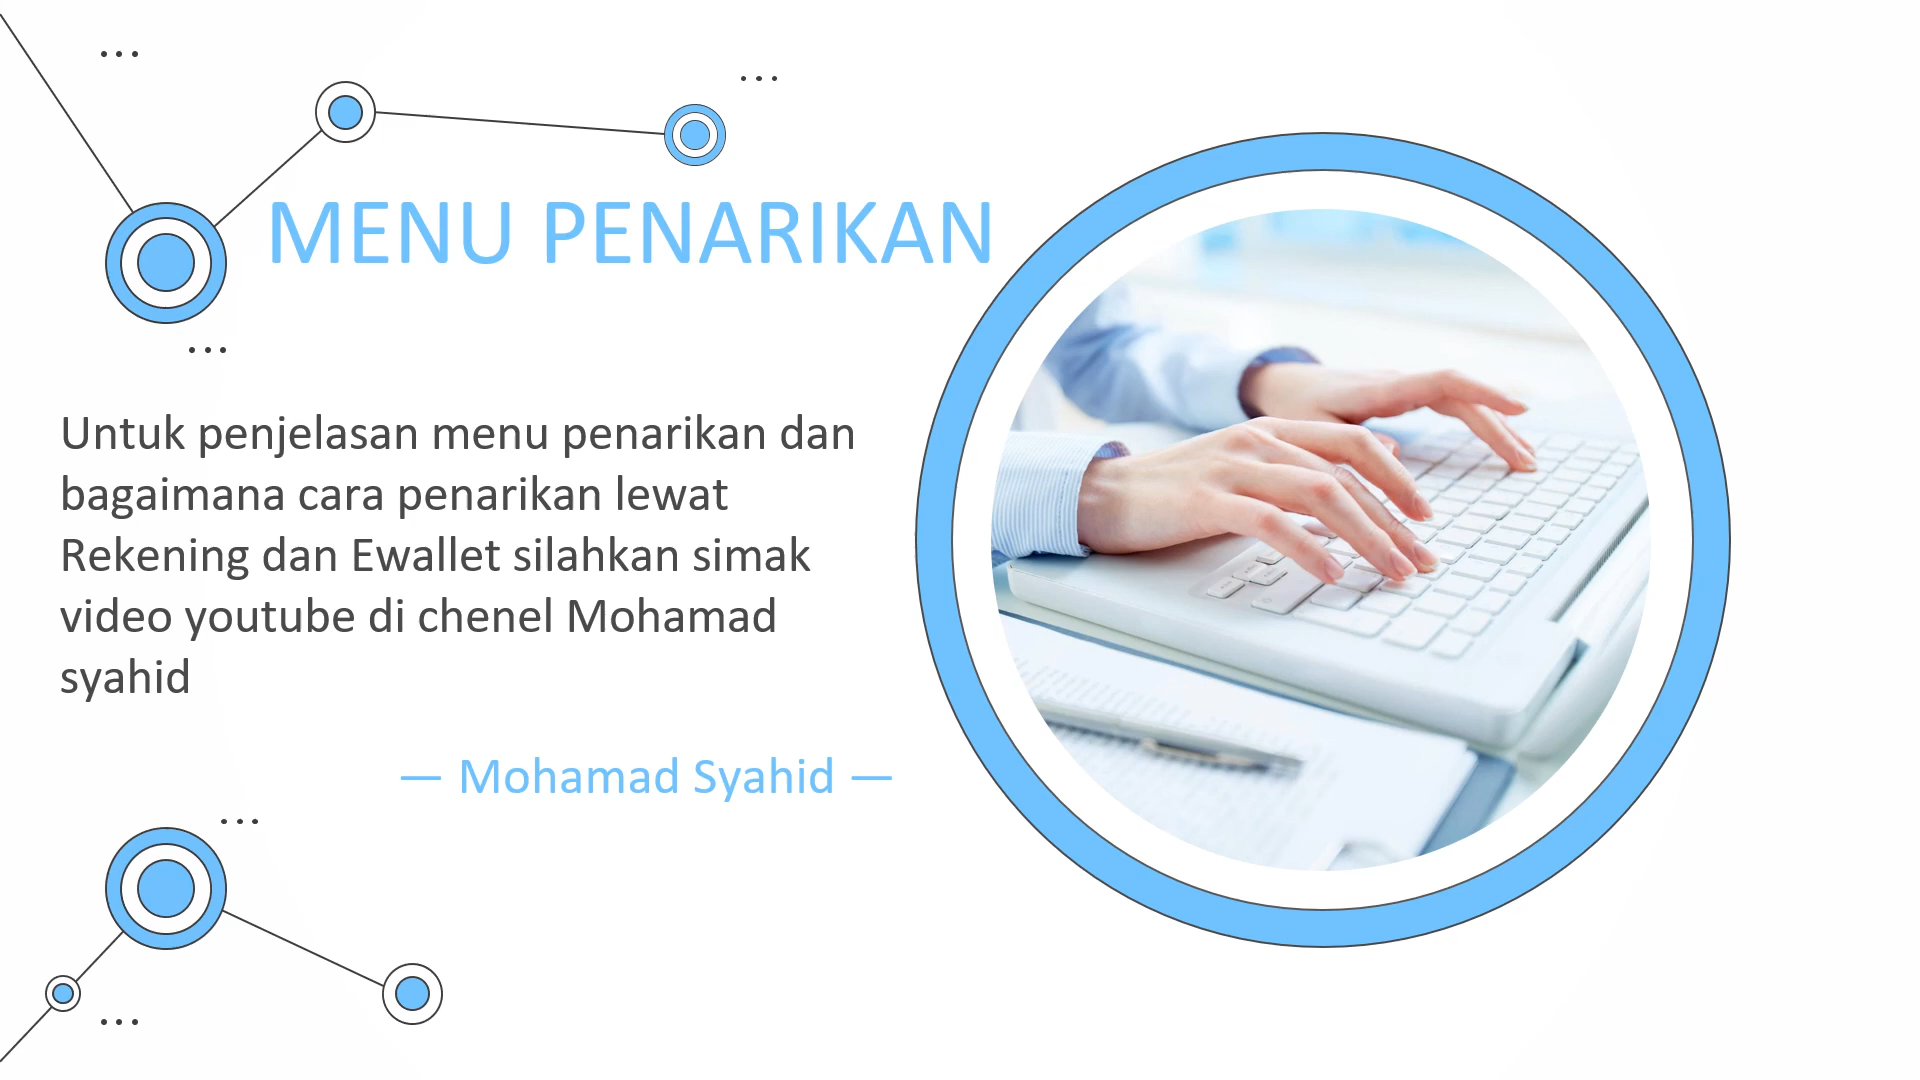 MENU PENARIKAN
Untuk penjelasan menu penarikan dan
bagaimana cara penarikan lewat
Rekening dan Ewallet silahkan simak
video youtube di chenel Mohamad
syahid
— Mohamad Syahid —